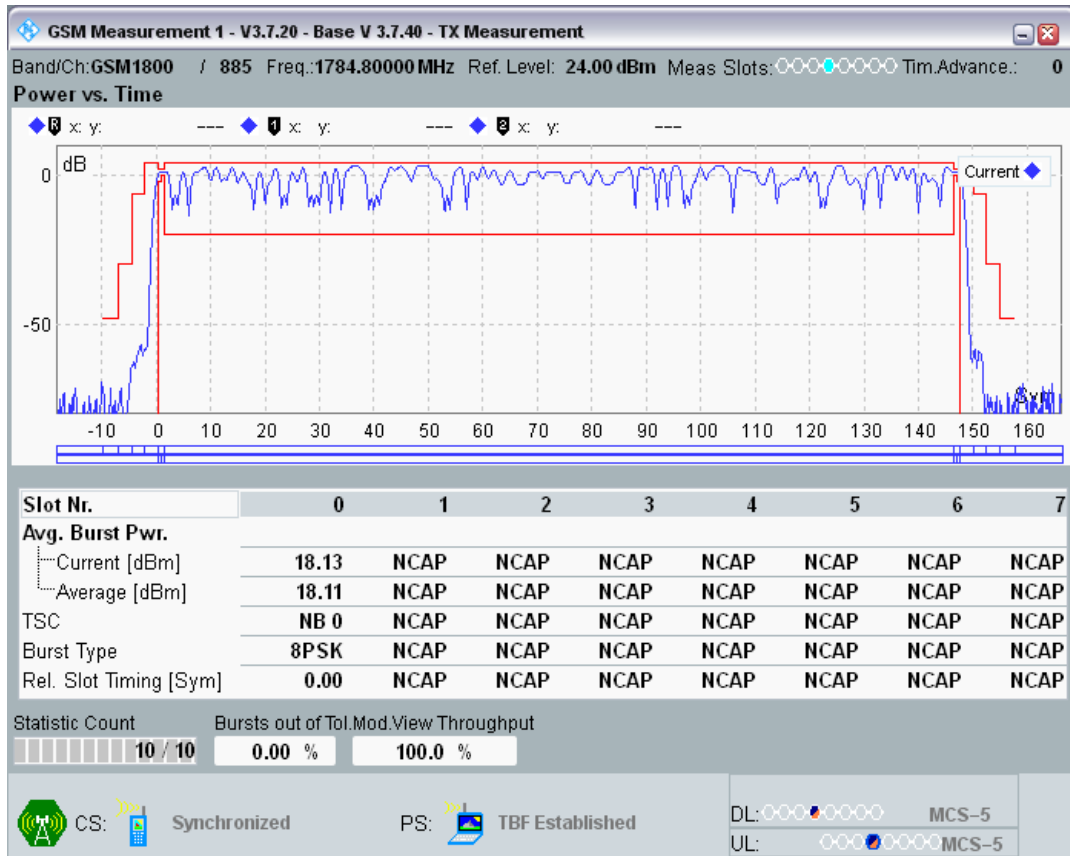 GSM Measurement 1 - V3.7.20 - Base V 3.7.40 - TX Measurement
Band/Ch:GSM1800 / 885 Freq.:1784.80000 MHz Ref. Level: 24.00 dBm Meas Slots: Tim.Advance.: 0
Power vs. Time
R x: y: --- 1 x: y: --- 2 x: y: ---
dB
Current
0
-50
Sym
-10 0 10 20 30 40 50 60 70 80 90 100 110 120 130 140 150 160
Slot Nr. 0 1 2 3 4 5 6 7
Avg. Burst Pwr.
Current [dBm] 18.13 NCAP NCAP NCAP NCAP NCAP NCAP NCAP
Average [dBm] 18.11 NCAP NCAP NCAP NCAP NCAP NCAP NCAP
TSC NB 0 NCAP NCAP NCAP NCAP NCAP NCAP NCAP
Burst Type 8PSK NCAP NCAP NCAP NCAP NCAP NCAP NCAP
Rel. Slot Timing [Sym] 0.00 NCAP NCAP NCAP NCAP NCAP NCAP NCAP
Statistic Count Bursts out of Tol.Mod.View Throughput
10 / 10 0.00 % 100.0 %
CS: Synchronized PS: TBF Established
DL: MCS-5
UL: MCS-5